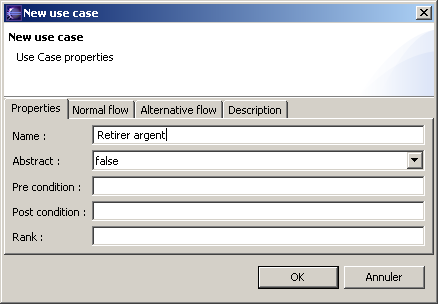 New use case
New use case
Use Case properties
Properties Normal flow Alternative flow Description
Name : Retirer argent
Abstract : false
Pre condition :
Post condition :
Rank :
OK Annuler